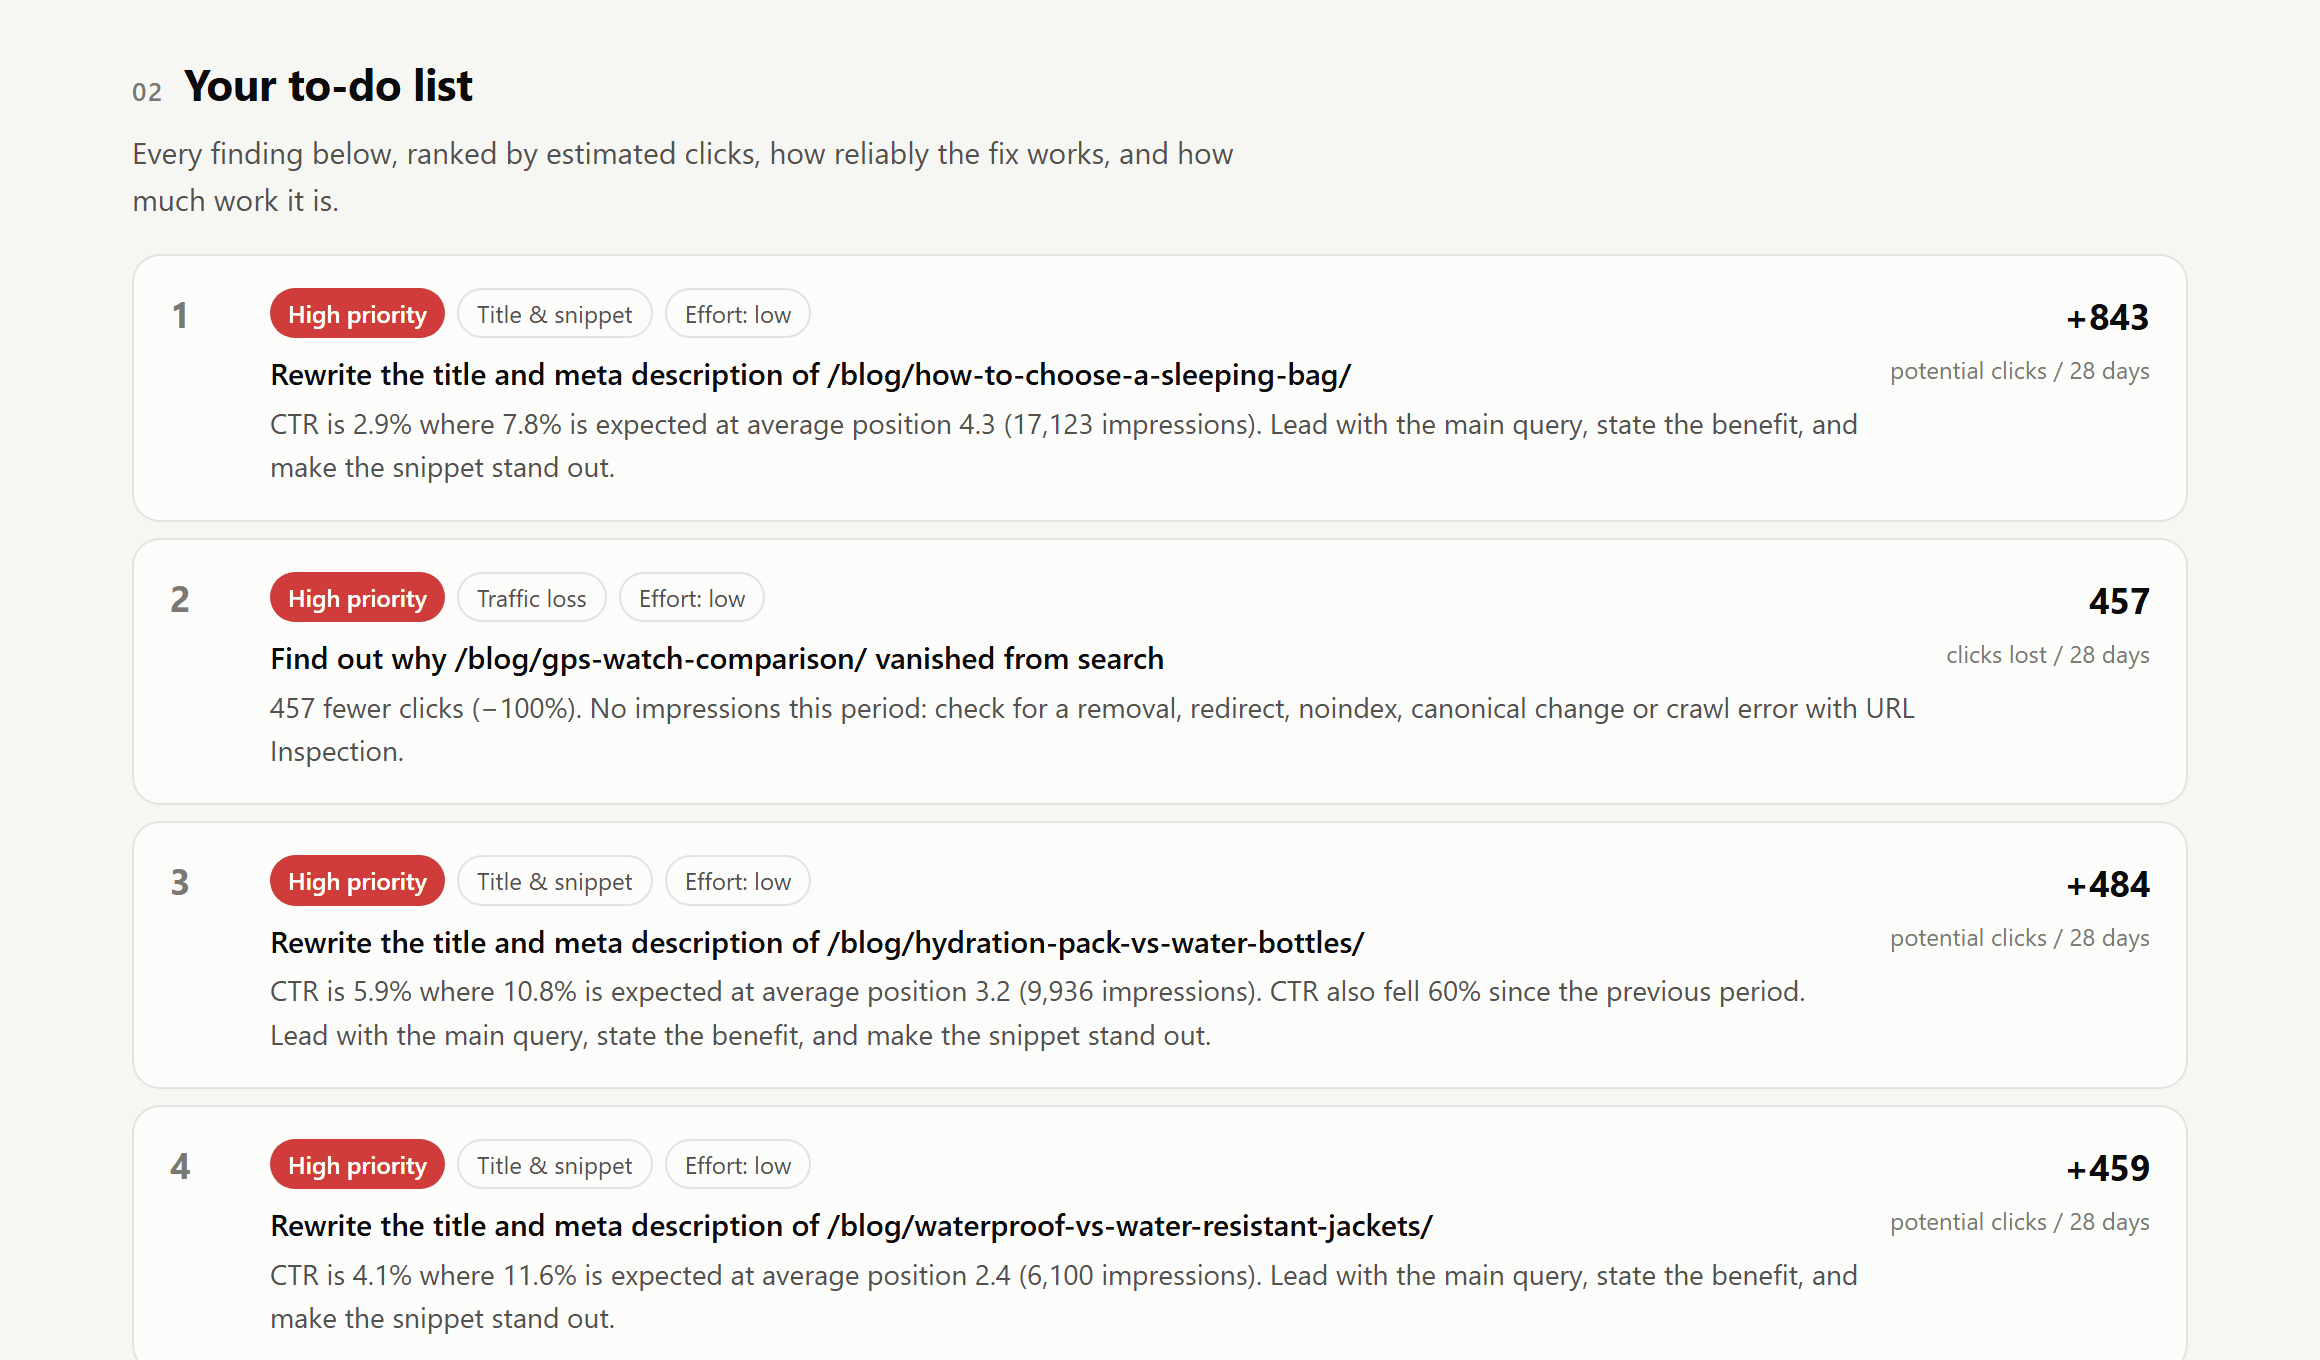 02 Your to-do list
Every finding below, ranked by estimated clicks, how reliably the fix works, and how
much work it is.
1
High priority Title & snippet Effort: low
+843
Rewrite the title and meta description of /blog/how-to-choose-a-sleeping-bag/
potential clicks / 28 days
CTR is 2.9% where 7.8% is expected at average position 4.3 (17,123 impressions). Lead with the main query, state the benefit, and
make the snippet stand out.
2
High priority Traffic loss Effort: low
457
Find out why /blog/gps-watch-comparison/ vanished from search
clicks lost / 28 days
457 fewer clicks (−100%). No impressions this period: check for a removal, redirect, noindex, canonical change or crawl error with URL
Inspection.
3
High priority Title & snippet Effort: low
+484
Rewrite the title and meta description of /blog/hydration-pack-vs-water-bottles/
potential clicks / 28 days
CTR is 5.9% where 10.8% is expected at average position 3.2 (9,936 impressions). CTR also fell 60% since the previous period.
Lead with the main query, state the benefit, and make the snippet stand out.
4
High priority Title & snippet Effort: low
+459
Rewrite the title and meta description of /blog/waterproof-vs-water-resistant-jackets/
potential clicks / 28 days
CTR is 4.1% where 11.6% is expected at average position 2.4 (6,100 impressions). Lead with the main query, state the benefit, and
make the snippet stand out.